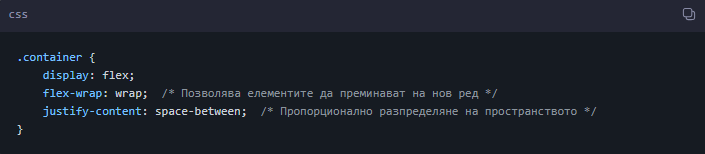 css
.container {
    display: flex;
    flex-wrap: wrap;  /* Позволява елементите да преминават на нов ред */
    justify-content: space-between;  /* Пропорционално разпределяне на пространството */
}